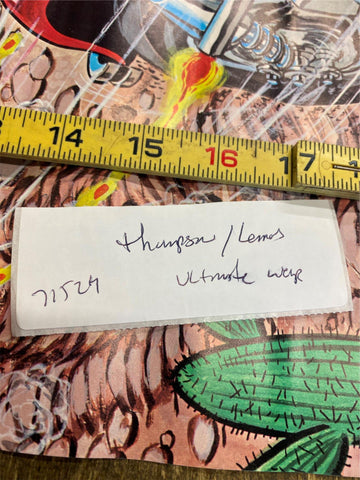 14 15 16 17
thompson / Lemos
71524 Ultimate warp